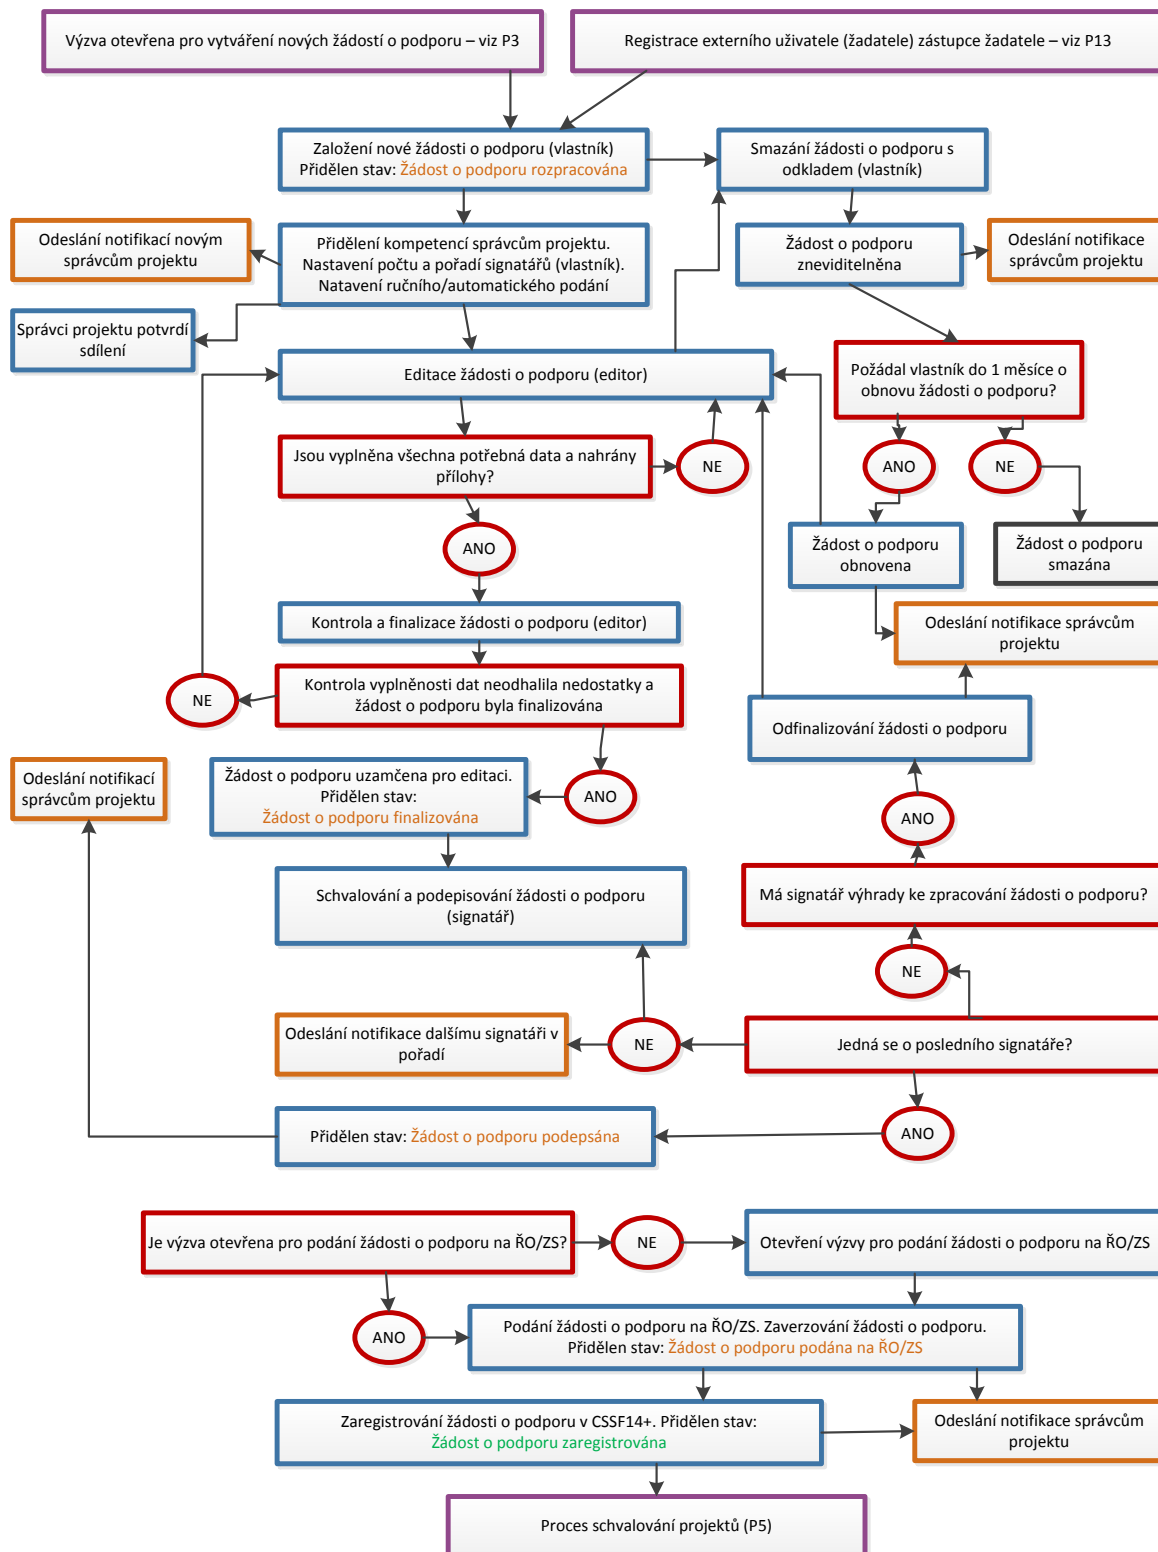 Výzva otevřena pro vytváření nových žádostí o podporu – viz P3
Registrace externího uživatele (žadatele) zástupce žadatele – viz P13
Založení nové žádosti o podporu (vlastník)
Přidělen stav: Žádost o podporu rozpracována
Smazání žádosti o podporu s
odkladem (vlastník)
Odeslání notifikací novým
správcům projektu
Přidělení kompetencí správcům projektu.
Nastavení počtu a pořadí signatářů (vlastník).
Natavení ručního/automatického podání
Žádost o podporu
zneviditelněna
Odeslání notifikace
správcům projektu
Správci projektu potvrdí
sdílení
Editace žádosti o podporu (editor)
Požádal vlastník do 1 měsíce o
obnovu žádosti o podporu?
Jsou vyplněna všechna potřebná data a nahrány
přílohy?
NE
ANO
NE
ANO
Žádost o podporu
obnovena
Žádost o podporu
smazána
Kontrola a finalizace žádosti o podporu (editor)
Odeslání notifikace správcům
projektu
NE
Kontrola vyplněnosti dat neodhalila nedostatky a
žádost o podporu byla finalizována
Odfinalizování žádosti o podporu
Odeslání notifikací
správcům projektu
Žádost o podporu uzamčena pro editaci.
Přidělen stav:
Žádost o podporu finalizována
ANO
ANO
Schvalování a podepisování žádosti o podporu
(signatář)
Má signatář výhrady ke zpracování žádosti o podporu?
NE
Odeslání notifikace dalšímu signatáři v
pořadí
NE
Jedná se o posledního signatáře?
Přidělen stav: Žádost o podporu podepsána
ANO
Je výzva otevřena pro podání žádosti o podporu na ŘO/ZS?
NE
Otevření výzvy pro podání žádosti o podporu na ŘO/ZS
ANO
Podání žádosti o podporu na ŘO/ZS. Zaverzování žádosti o podporu.
Přidělen stav: Žádost o podporu podána na ŘO/ZS
Zaregistrování žádosti o podporu v CSSF14+. Přidělen stav:
Žádost o podporu zaregistrována
Odeslání notifikace správcům
projektu
Proces schvalování projektů (P5)